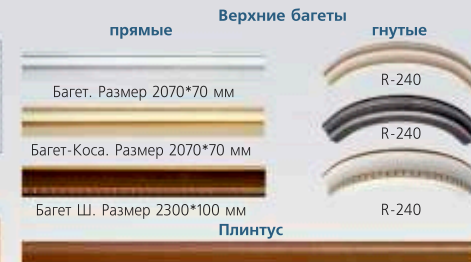 Верхние багеты
прямые
гнутые
Багет. Размер 2070*70 мм
R-240
Багет-Коса. Размер 2070*70 мм
R-240
Багет Ш. Размер 2300*100 мм
R-240
Плинтус